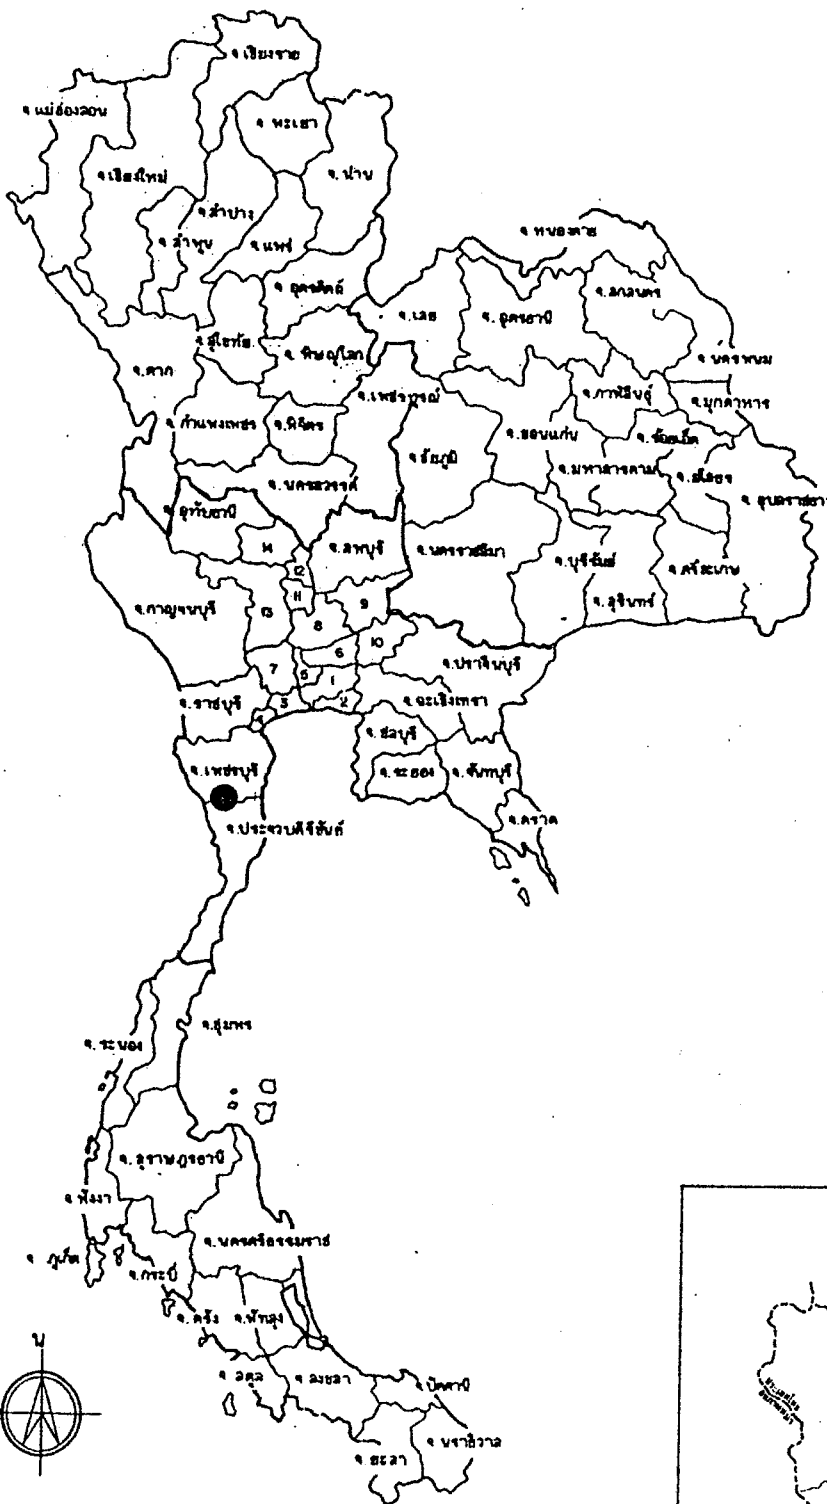 จ.เชียงราย
จ.แม่ฮ่องสอน
จ.พะเยา
จ.เชียงใหม่
จ.น่าน
จ.ลำปาง
จ.ลำพูน
จ.แพร่
จ.หนองคาย
จ.อุตรดิตถ์
จ.สกลนคร
จ.เลย
จ.อุดรธานี
จ.สุโขทัย
จ.พิษณุโลก
จ.นครพนม
จ.ตาก
จ.เพชรบูรณ์
จ.กาฬสินธุ์
จ.มุกดาหาร
จ.กำแพงเพชร
จ.พิจิตร
จ.ขอนแก่น
จ.ร้อยเอ็ด
จ.ชัยภูมิ
จ.มหาสารคาม
จ.ยโสธร
จ.นครสวรรค์
จ.อุบลราชธา
จ.อุทัยธานี
14
จ.ลพบุรี
จ.นครราชสีมา
จ.บุรีรัมย์
จ.ศรีสะเกษ
12
11
9
จ.สุรินทร์
จ.กาญจนบุรี
13
8
10
6
จ.ปราจีนบุรี
7
5
1
จ.ราชบุรี
3
2
จ.ฉะเชิงเทรา
4
จ.ชลบุรี
จ.เพชรบุรี
จ.ระยอง
จ.จันทบุรี
จ.ตราด
จ.ประจวบคีรีขันธ์
จ.ชุมพร
จ.ระนอง
จ.สุราษฎรธานี
จ.พังงา
จ.นครศรีธรรมราช
จ ภูเก็ต
จ.กระบี่
จ.ตรัง
จ.พัทลุง
น
จ สตูล
จ สงขลา
จ.ปัตตานี
จ นราธิวาส
จ.ยะลา
ประเทศไทย